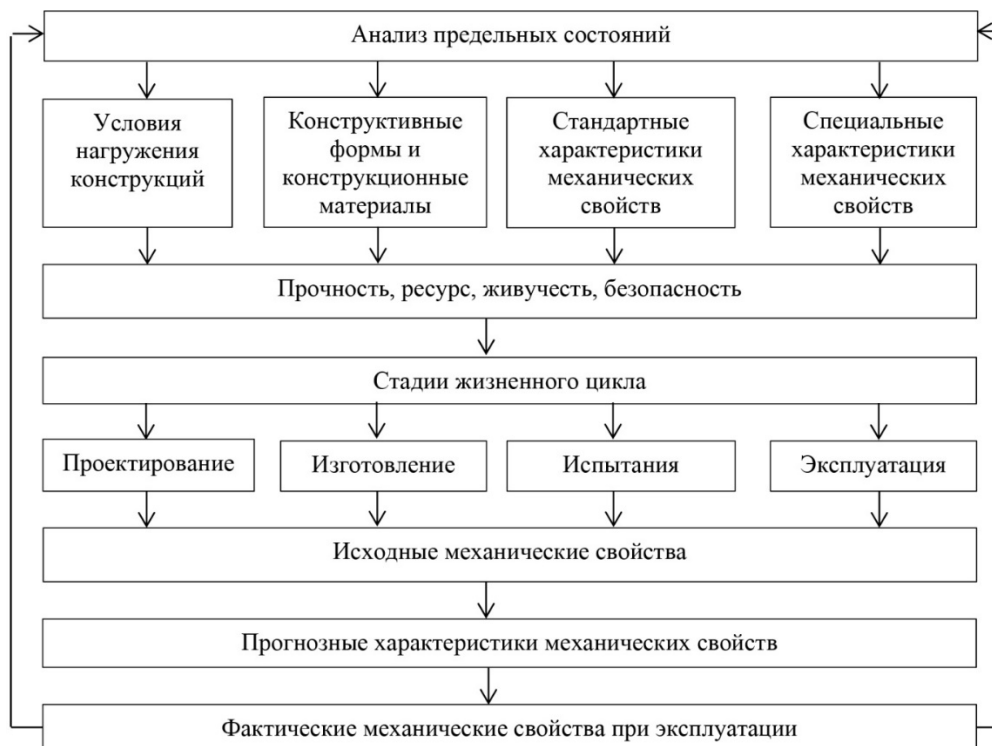 Анализ предельных состояний
Условия
нагружения
конструкций
Конструктивные
формы и
конструкционные
материалы
Стандартные
характеристики
механических
свойств
Специальные
характеристики
механических
свойств
Прочность, ресурс, живучесть, безопасность
Стадии жизненного цикла
Проектирование
Изготовление
Испытания
Эксплуатация
Исходные механические свойства
Прогнозные характеристики механических свойств
Фактические механические свойства при эксплуатации